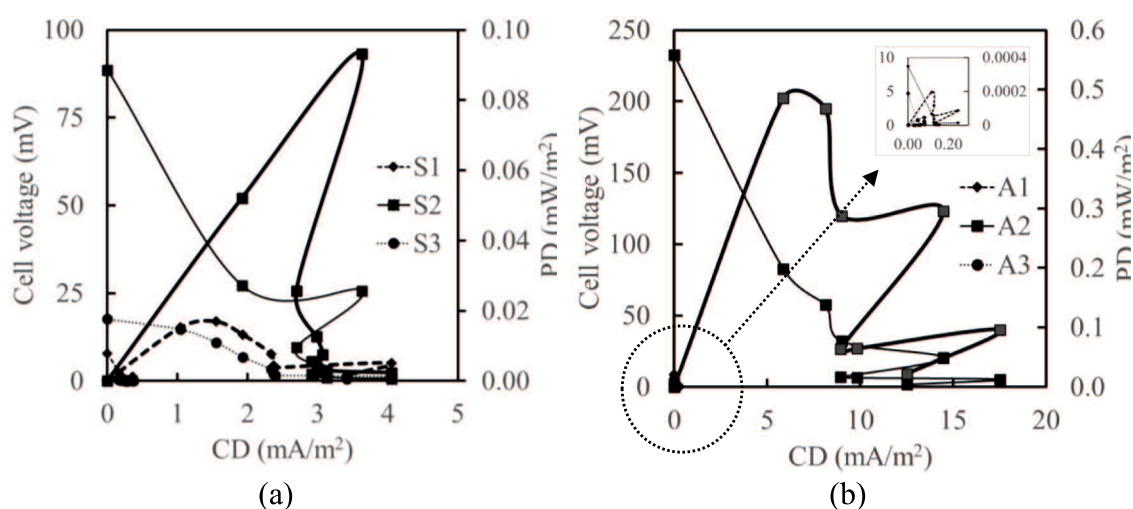 100
75
50
25
0
Cell voltage (mV)
0.10
0.08
0.06
0.04
0.02
0.00
PD (mW/m²)
S1
S2
S3
0 1 2 3 4 5
CD (mA/m²)
(a)
250
200
150
100
50
0
Cell voltage (mV)
0.6
0.5
0.4
0.3
0.2
0.1
0.0
PD (mW/m²)
10
5
0
0.0004
0.0002
0
0.00 0.20
A1
A2
A3
0 5 10 15 20
CD (mA/m²)
(b)